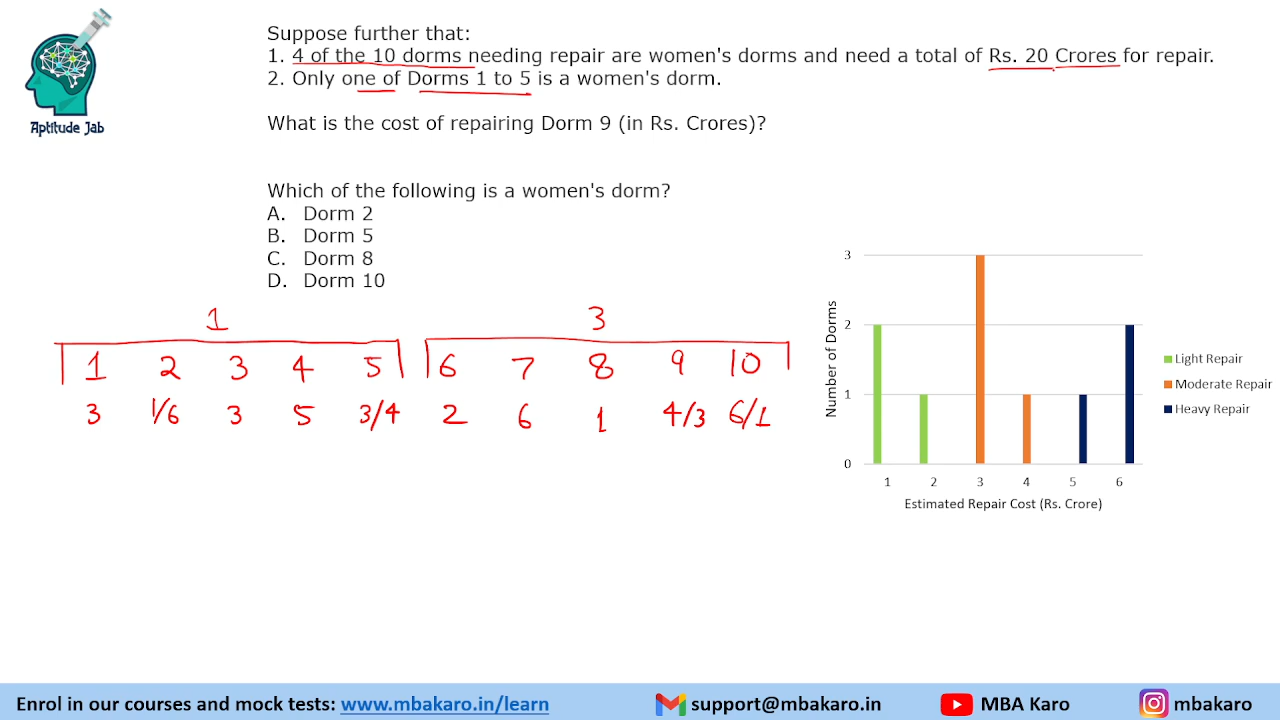 Suppose further that:
1. 4 of the 10 dorms needing repair are women's dorms and need a total of Rs. 20 Crores for repair.
2. Only one of Dorms 1 to 5 is a women's dorm.
Aptitude Jab
What is the cost of repairing Dorm 9 (in Rs. Crores)?
Which of the following is a women's dorm?
A. Dorm 2
B. Dorm 5
C. Dorm 8
D. Dorm 10
1 3
1 2 3 4 5 6 7 8 9 10
3 1/6 3 5 3/4 2 6 1 4/3 6/1
Number of Dorms
3
2
1
0
1 2 3 4 5 6
Estimated Repair Cost (Rs. Crore)
Light Repair
Moderate Repair
Heavy Repair
Enrol in our courses and mock tests: www.mbakaro.in/learn support@mbakaro.in MBA Karo mbakaro